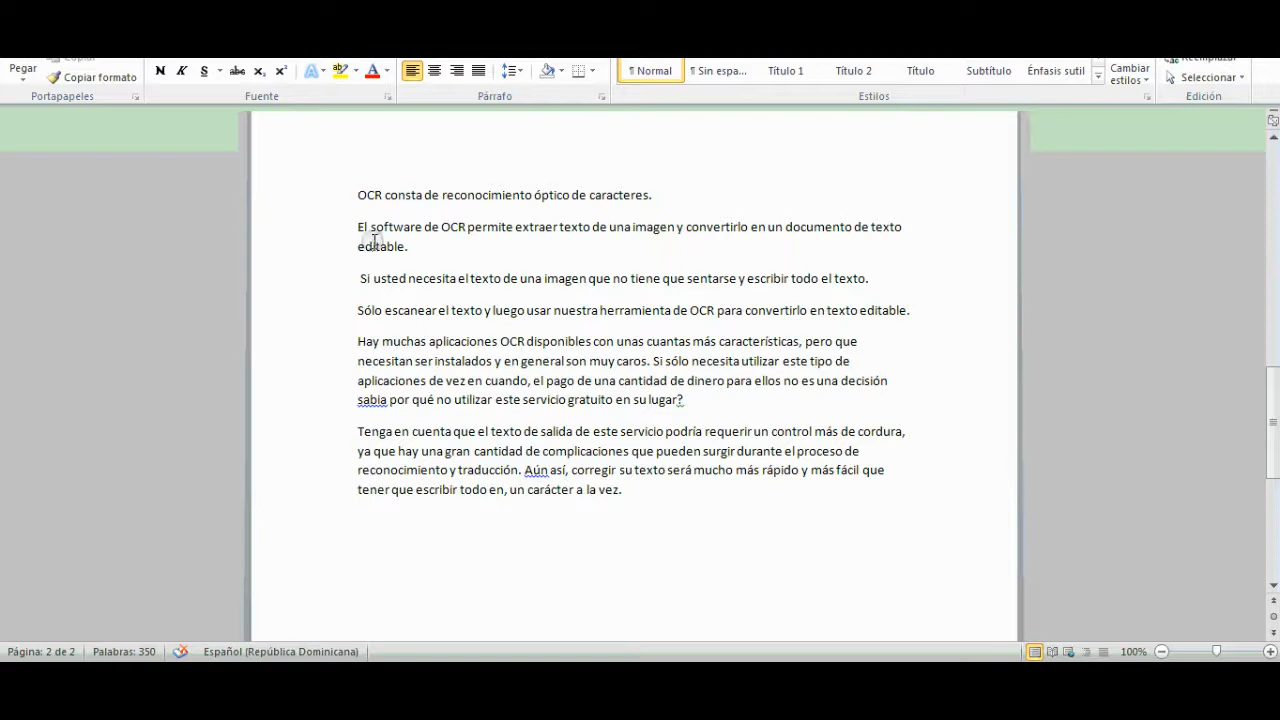 Pegar
Copiar formato
Portapapeles
N K S abc x₂ x² A ab A
Fuente
Párrafo
¶ Normal ¶ Sin espa... Título 1 Título 2 Título Subtítulo Énfasis sutil
Estilos
Cambiar
estilos
Reemplazar
Seleccionar
Edición
OCR consta de reconocimiento óptico de caracteres.
El software de OCR permite extraer texto de una imagen y convertirlo en un documento de texto
editable.
Si usted necesita el texto de una imagen que no tiene que sentarse y escribir todo el texto.
Sólo escanear el texto y luego usar nuestra herramienta de OCR para convertirlo en texto editable.
Hay muchas aplicaciones OCR disponibles con unas cuantas más características, pero que
necesitan ser instalados y en general son muy caros. Si sólo necesita utilizar este tipo de
aplicaciones de vez en cuando, el pago de una cantidad de dinero para ellos no es una decisión
sabia por qué no utilizar este servicio gratuito en su lugar?
Tenga en cuenta que el texto de salida de este servicio podría requerir un control más de cordura,
ya que hay una gran cantidad de complicaciones que pueden surgir durante el proceso de
reconocimiento y traducción. Aún así, corregir su texto será mucho más rápido y más fácil que
tener que escribir todo en, un carácter a la vez.
Página: 2 de 2 Palabras: 350 Español (República Dominicana) 100%